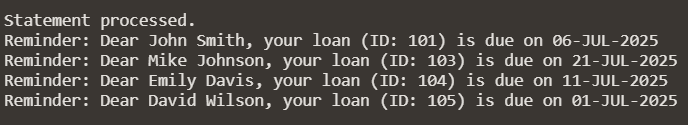 Statement processed.
Reminder: Dear John Smith, your loan (ID: 101) is due on 06-JUL-2025
Reminder: Dear Mike Johnson, your loan (ID: 103) is due on 21-JUL-2025
Reminder: Dear Emily Davis, your loan (ID: 104) is due on 11-JUL-2025
Reminder: Dear David Wilson, your loan (ID: 105) is due on 01-JUL-2025